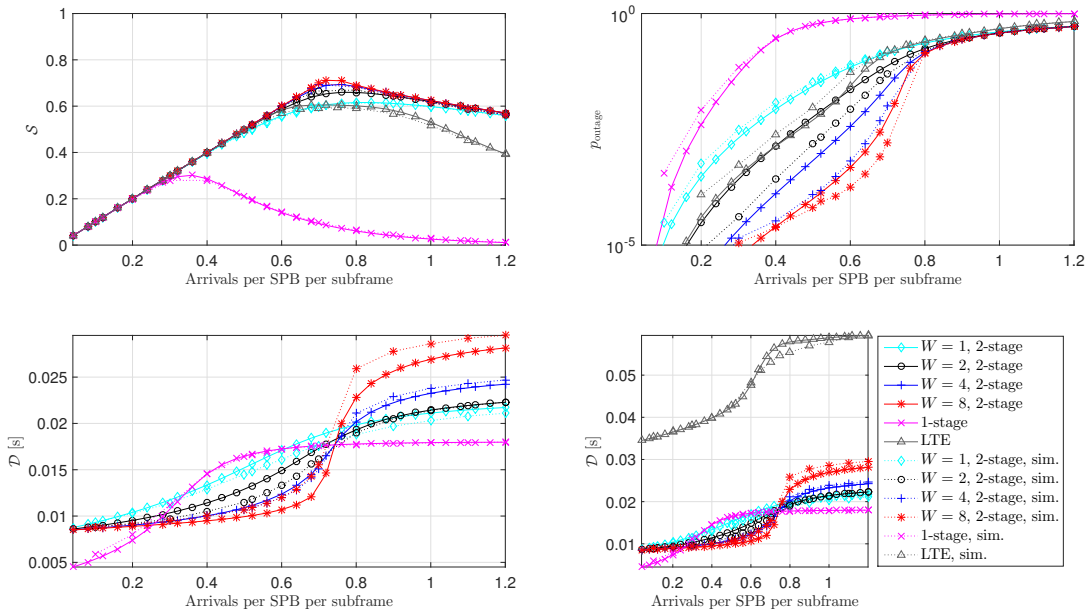 1
0.8
0.6
0.4
0.2
0
S
0.2 0.4 0.6 0.8 1 1.2
Arrivals per SPB per subframe
10^0
10^-5
p_outage
0.2 0.4 0.6 0.8 1 1.2
Arrivals per SPB per subframe
0.025
0.02
0.015
0.01
0.005
D [s]
0.2 0.4 0.6 0.8 1 1.2
Arrivals per SPB per subframe
0.05
0.04
0.03
0.02
0.01
D [s]
0.2 0.4 0.6 0.8 1
Arrivals per SPB per subframe
W = 1, 2-stage
W = 2, 2-stage
W = 4, 2-stage
W = 8, 2-stage
1-stage
LTE
W = 1, 2-stage, sim.
W = 2, 2-stage, sim.
W = 4, 2-stage, sim.
W = 8, 2-stage, sim.
1-stage, sim.
LTE, sim.